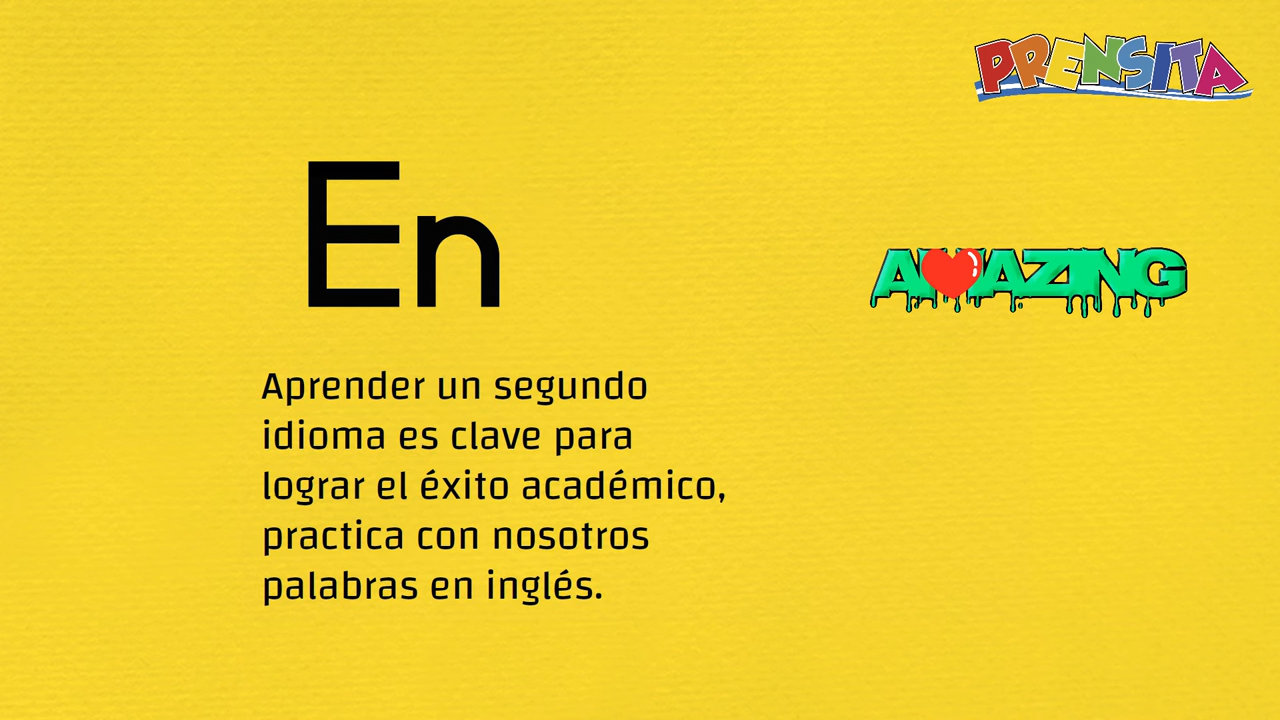 PRENSITA
En
AMAZING
Aprender un segundo
idioma es clave para
lograr el éxito académico,
practica con nosotros
palabras en inglés.